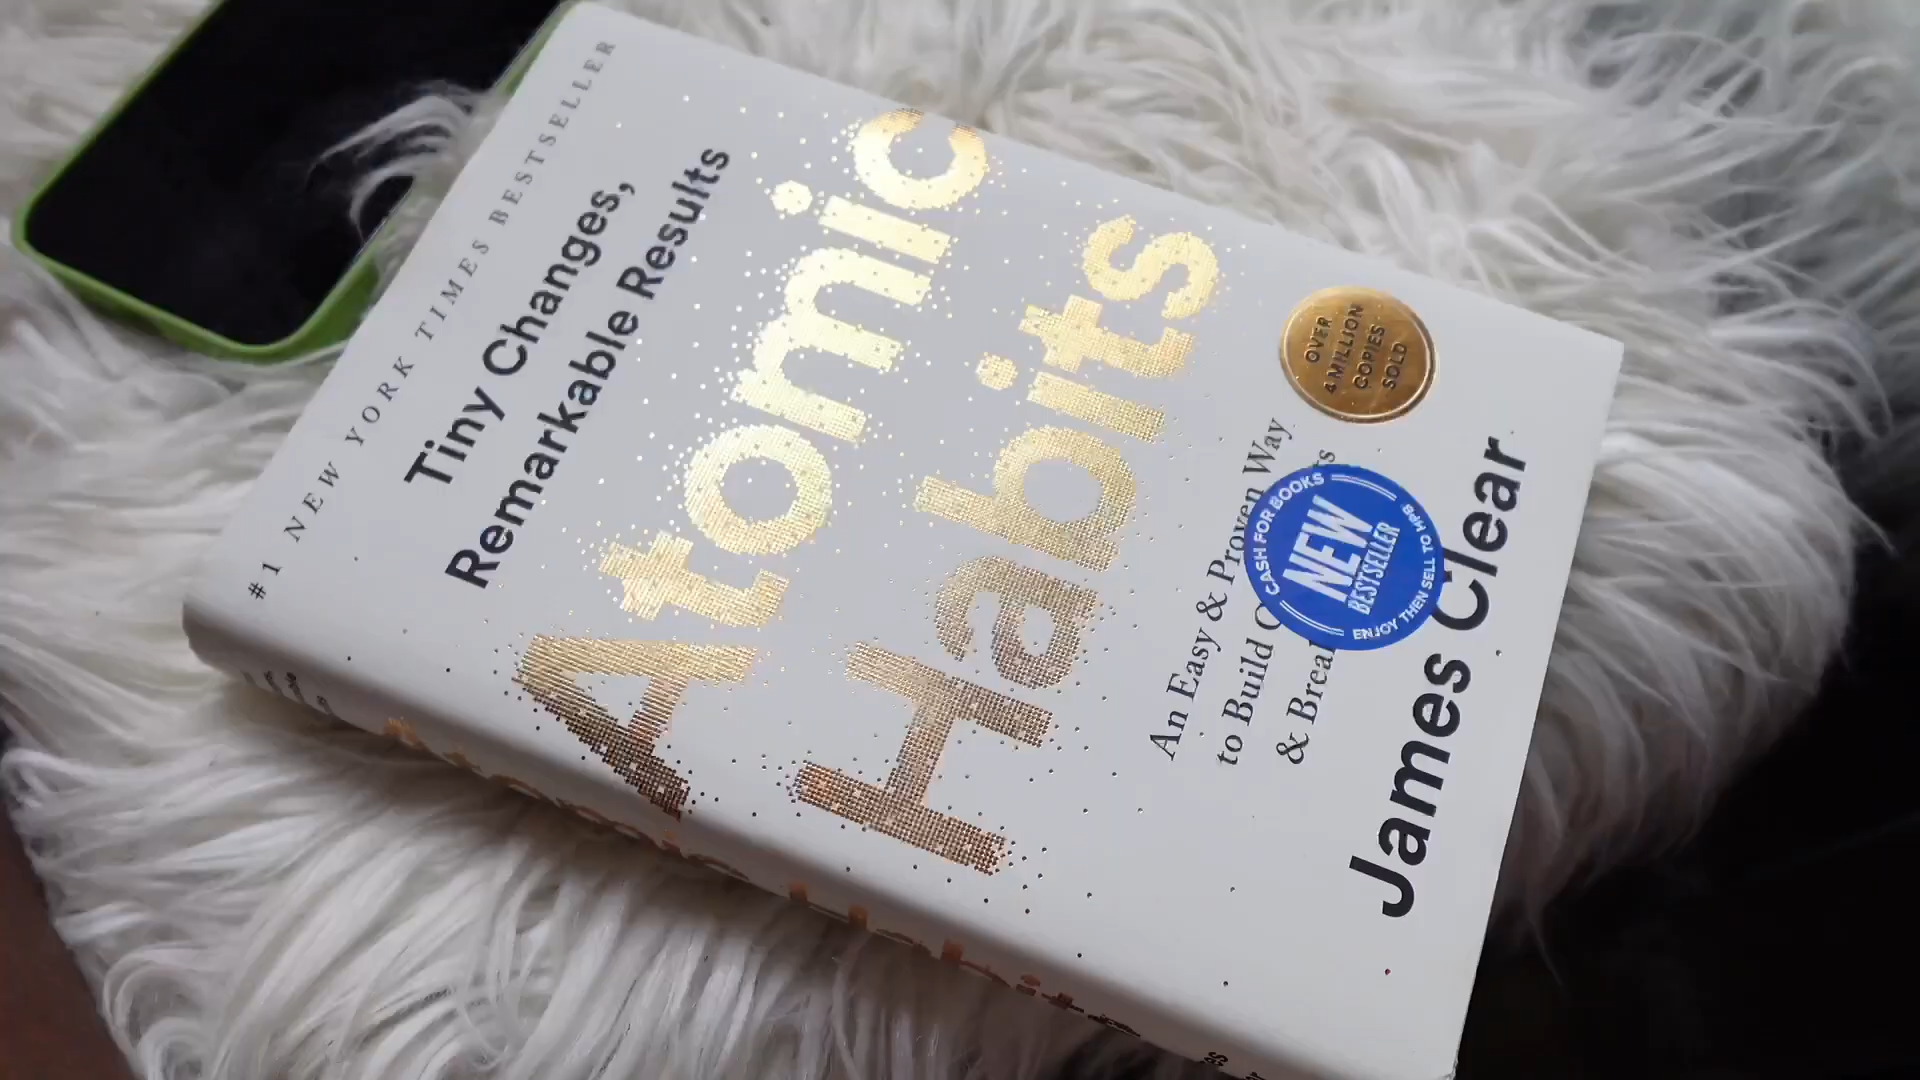 #1 NEW YORK TIMES BESTSELLER
Tiny Changes,
Remarkable Results
Atomic
Habits
An Easy & Proven Way
to Build
&
James Clear
OVER
4 MILLION
COPIES
SOLD
CASH FOR BOOKS
NEW
BESTSELLER
ENJOY THEN SELL TO HPB